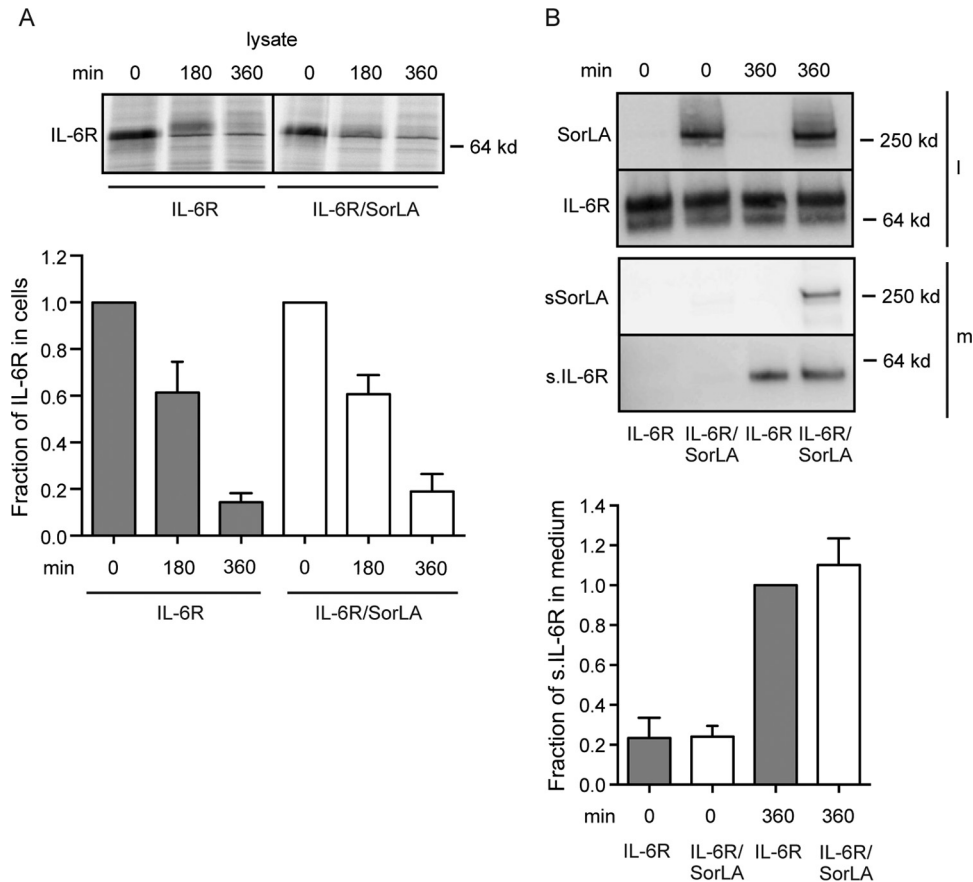 A
lysate
min 0 180 360 0 180 360
IL-6R
64 kd
IL-6R IL-6R/SorLA
Fraction of IL-6R in cells
1.2
1.0
0.8
0.6
0.4
0.2
0.0
min 0 180 360 0 180 360
IL-6R IL-6R/SorLA
B
min 0 0 360 360
SorLA
250 kd
IL-6R
64 kd
l
sSorLA
250 kd
s.IL-6R
64 kd
m
IL-6R IL-6R/ IL-6R IL-6R/
SorLA SorLA
Fraction of s.IL-6R in medium
1.4
1.2
1.0
0.8
0.6
0.4
0.2
0.0
min 0 0 360 360
IL-6R IL-6R/ IL-6R IL-6R/
SorLA SorLA